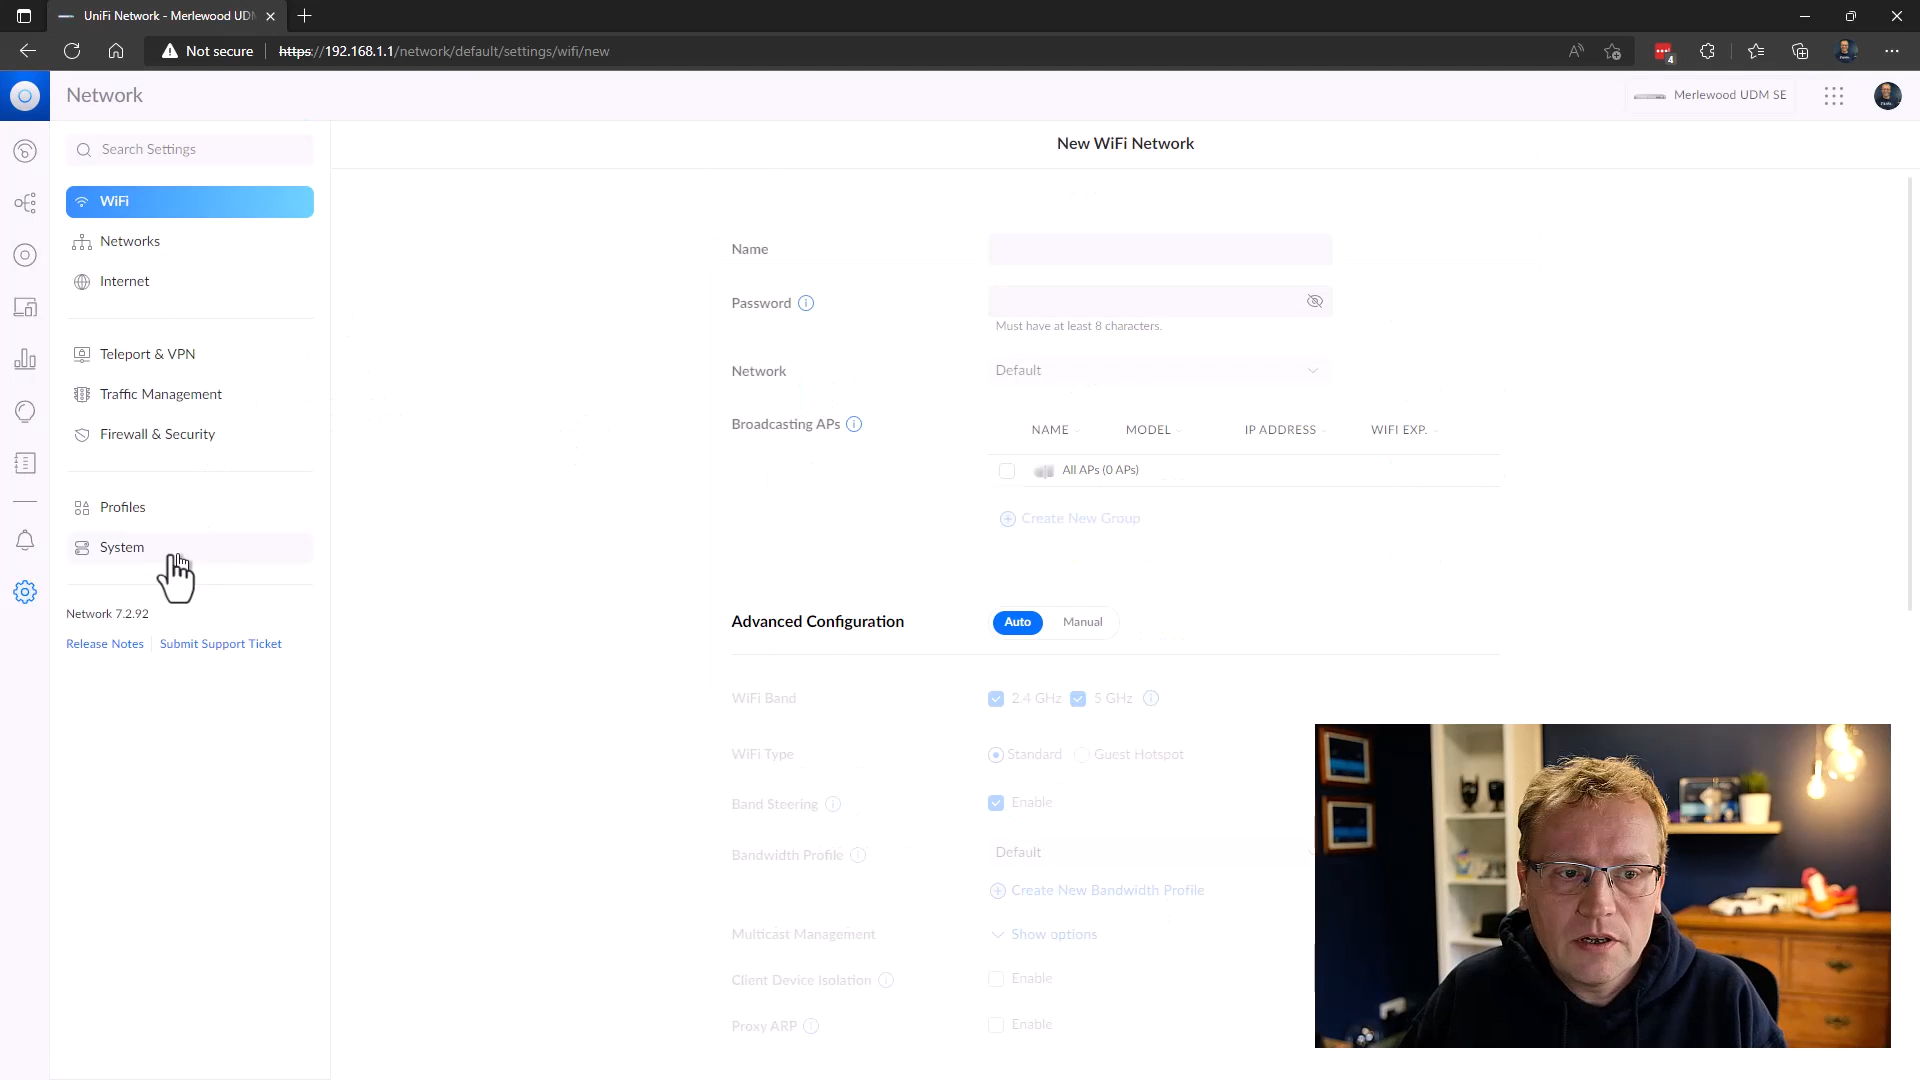 UniFi Network - Merlewood UDM
Not secure
https://192.168.1.1/network/default/settings/wifi/new
4
Network
Merlewood UDM SE
Search Settings
New WiFi Network
WiFi
Networks
Internet
Teleport & VPN
Traffic Management
Firewall & Security
Profiles
System
Network 7.2.92
Release Notes
Submit Support Ticket
Name
Password
Must have at least 8 characters.
Network
Default
Broadcasting APs
NAME MODEL IP ADDRESS WIFI EXP.
All APs (0 APs)
Create New Group
Advanced Configuration
Auto Manual
WiFi Band
2.4 GHz 5 GHz
WiFi Type
Standard Guest Hotspot
Band Steering
Enable
Bandwidth Profile
Default
Create New Bandwidth Profile
Multicast Management
Show options
Client Device Isolation
Enable
Proxy ARP
Enable